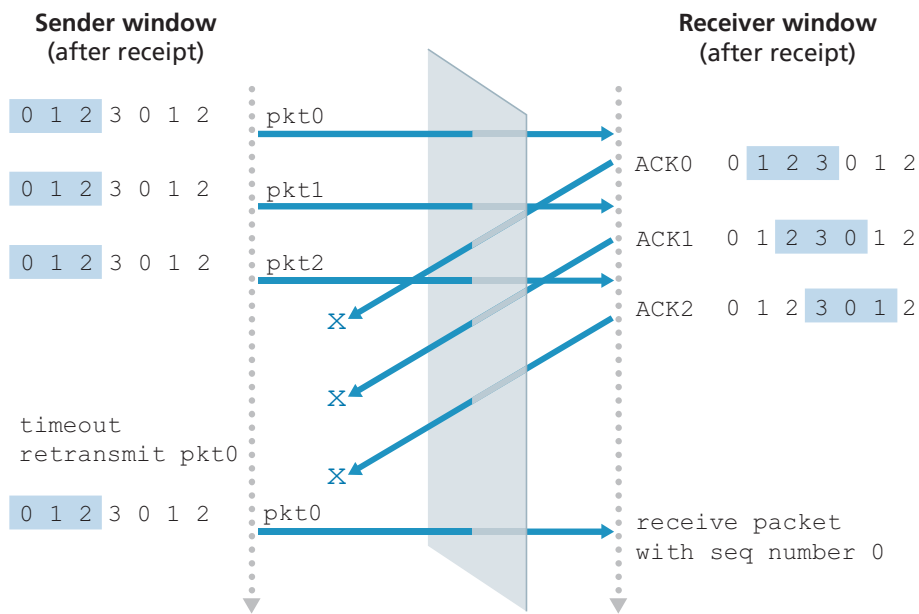 Sender window
(after receipt)
Receiver window
(after receipt)
0 1 2 3 0 1 2
pkt0
ACK0 0 1 2 3 0 1 2
0 1 2 3 0 1 2
pkt1
ACK1 0 1 2 3 0 1 2
0 1 2 3 0 1 2
pkt2
ACK2 0 1 2 3 0 1 2
X
X
timeout
retransmit pkt0
X
0 1 2 3 0 1 2
pkt0
receive packet
with seq number 0